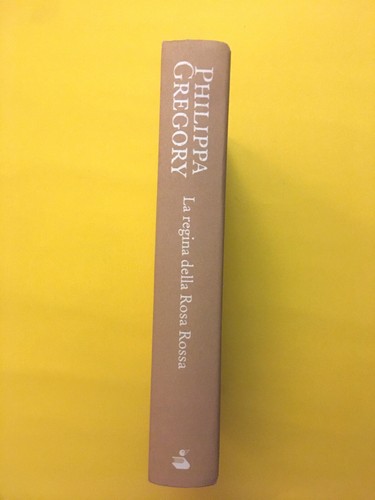 PHILIPPA
GREGORY
La regina della Rosa Rossa